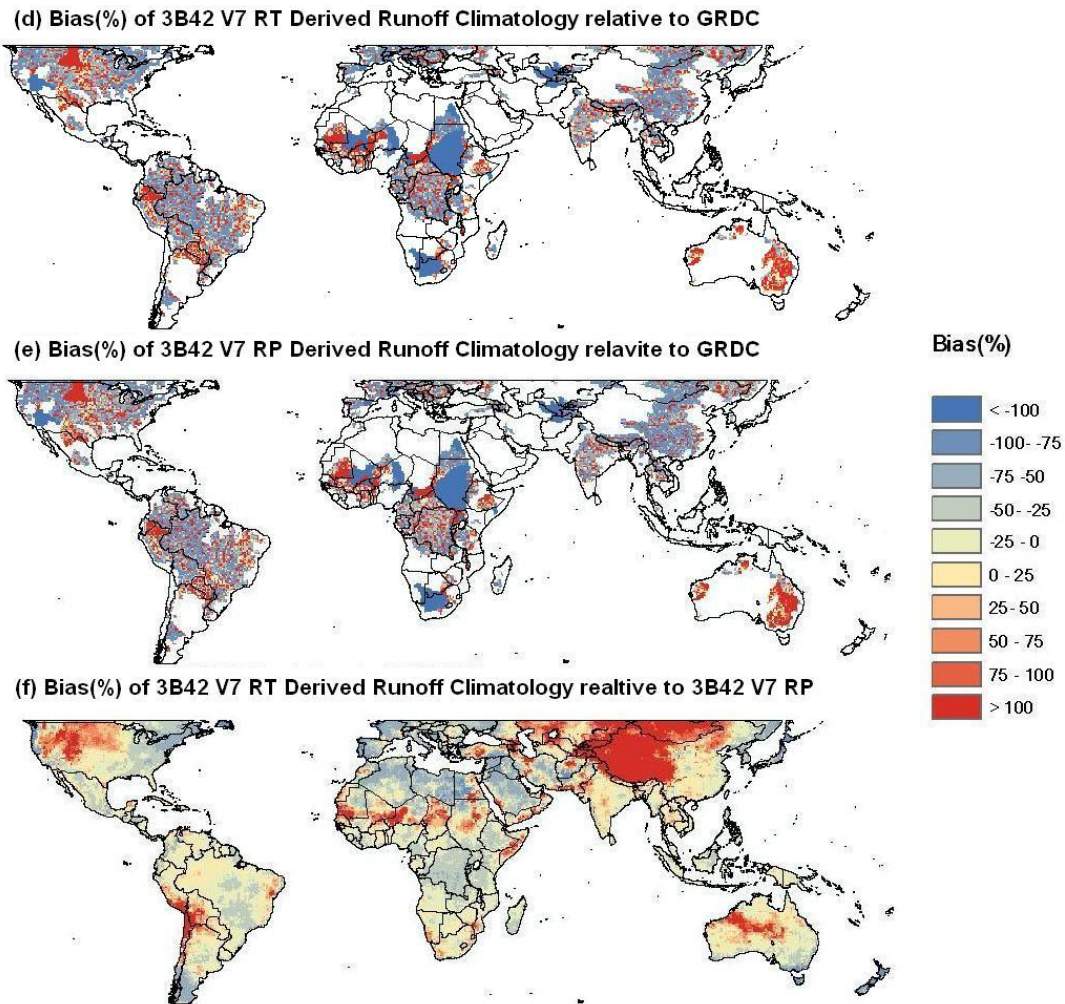 (d) Bias(%) of 3B42 V7 RT Derived Runoff Climatology relative to GRDC
(e) Bias(%) of 3B42 V7 RP Derived Runoff Climatology relavite to GRDC
Bias(%)
< -100
-100- -75
-75 -50
-50- -25
-25 - 0
0 - 25
25- 50
50 - 75
75 - 100
> 100
(f) Bias(%) of 3B42 V7 RT Derived Runoff Climatology realtive to 3B42 V7 RP